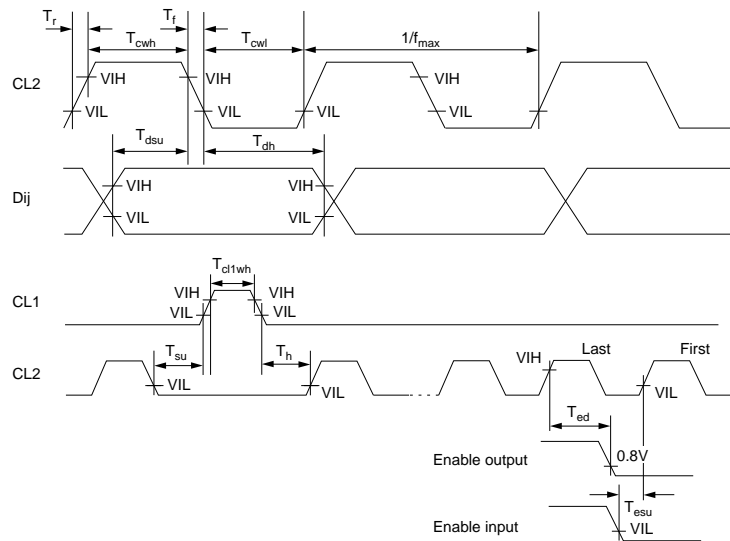 Tr Tf
Tcwh Tcwl 1/fmax
CL2 VIH VIH
VIL VIL VIL VIL VIL
Tdsu Tdh
VIH VIH
Dij
VIL VIL
Tcl1wh
VIH VIH
CL1 VIL VIL
Tsu Th Last First
CL2 VIH
VIL VIL VIL
Ted
Enable output 0.8V
Tesu
Enable input VIL